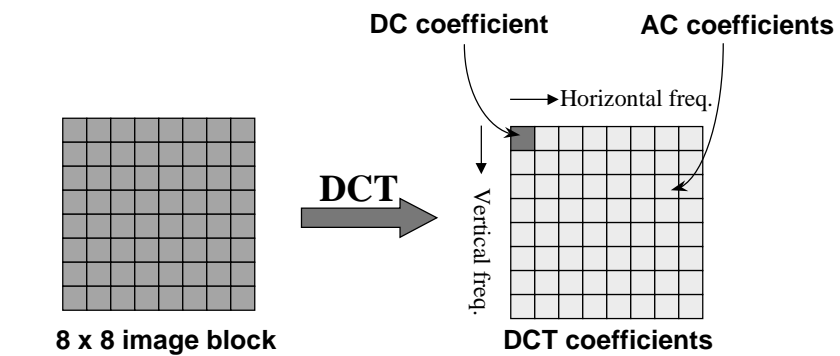 DC coefficient
AC coefficients
Horizontal freq.
DCT
Vertical freq.
8 x 8 image block
DCT coefficients